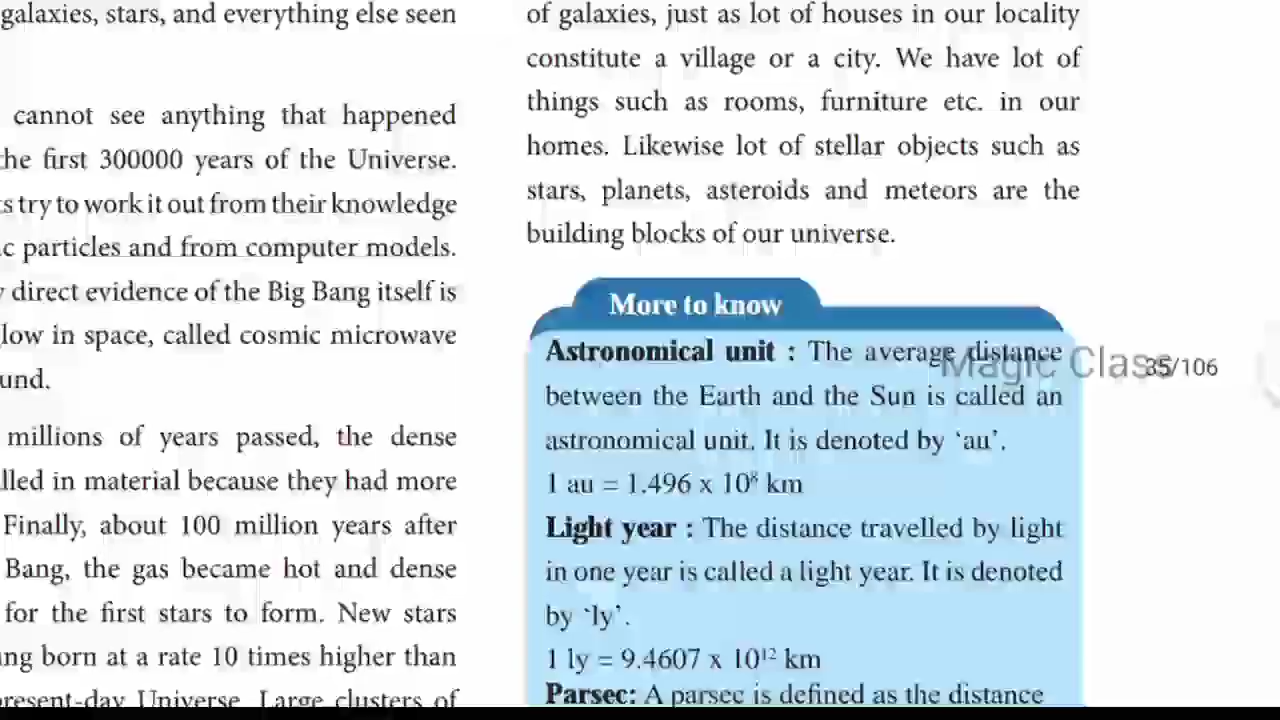 galaxies, stars, and everything else seen
cannot see anything that happened
the first 300000 years of the Universe.
try to work it out from their knowledge
particles and from computer models.
direct evidence of the Big Bang itself is
in space, called cosmic microwave
millions of years passed, the dense
in material because they had more
Finally, about 100 million years after
Bang, the gas became hot and dense
for the first stars to form. New stars
born at a rate 10 times higher than
present-day Universe. Large clusters of
of galaxies, just as lot of houses in our locality
constitute a village or a city. We have lot of
things such as rooms, furniture etc. in our
homes. Likewise lot of stellar objects such as
stars, planets, asteroids and meteors are the
building blocks of our universe.
More to know
Astronomical unit : The average distance
between the Earth and the Sun is called an
astronomical unit. It is denoted by ‘au’.
1 au = 1.496 x 10⁸ km
Light year : The distance travelled by light
in one year is called a light year. It is denoted
by ‘ly’.
1 ly = 9.4607 x 10¹² km
Parsec: A parsec is defined as the distance
Magic Class
35/106